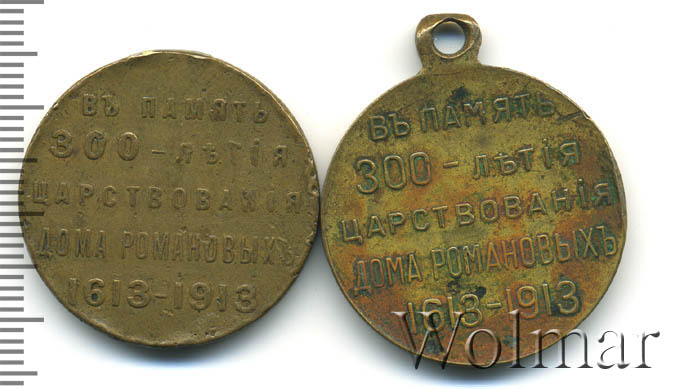 ВЪ ПАМЯТЬ
300-ЛѢТІЯ
ЦАРСТВОВАНІЯ
ДОМА РОМАНОВЫХЪ
1613-1913
ВЪ ПАМЯТЬ
300-ЛѢТІЯ
ЦАРСТВОВАНІЯ
ДОМА РОМАНОВЫХЪ
1613-1913
Wolmar